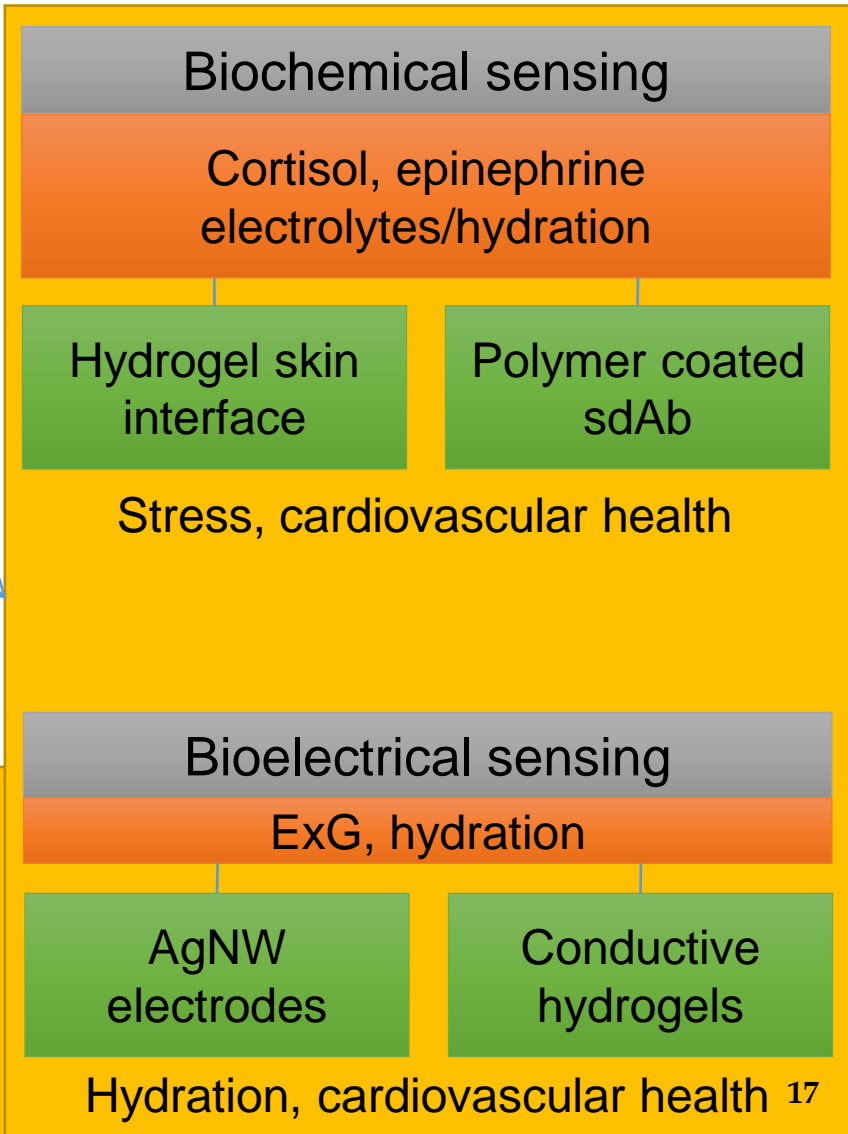 Biochemical sensing
Cortisol, epinephrine
electrolytes/hydration
Hydrogel skin
interface
Polymer coated
sdAb
Stress, cardiovascular health
Bioelectrical sensing
ExG, hydration
AgNW
electrodes
Conductive
hydrogels
Hydration, cardiovascular health 17